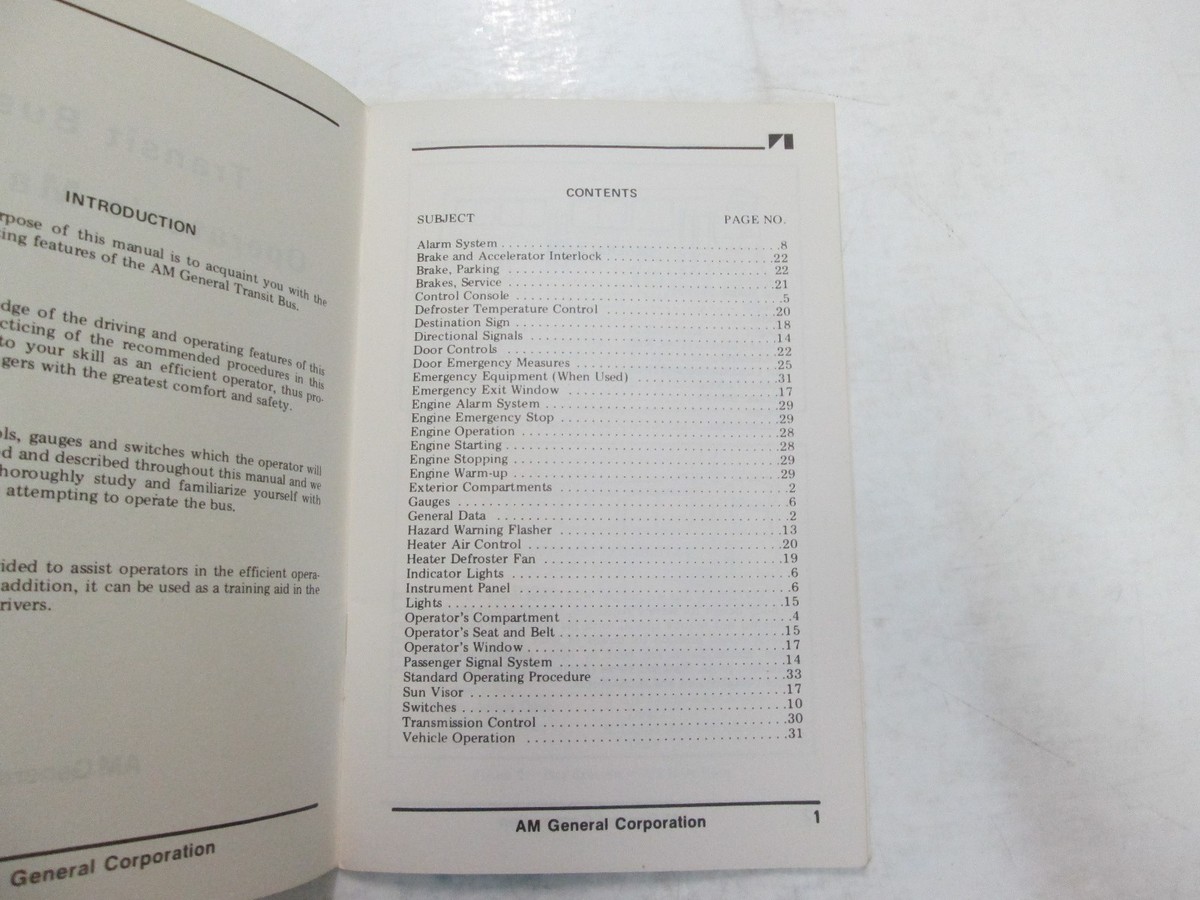 INTRODUCTION
rpose of this manual is to acquaint you with the
ing features of the AM General Transit Bus.
dge of the driving and operating features of this
cticing of the recommended procedures in this
to your skill as an efficient operator, thus pro-
gers with the greatest comfort and safety.
ols, gauges and switches which the operator will
d and described throughout this manual and we
horoughly study and familiarize yourself with
attempting to operate the bus.
ided to assist operators in the efficient opera-
addition, it can be used as a training aid in the
rivers.
General Corporation
CONTENTS
SUBJECT PAGE NO.
Alarm System 8
Brake and Accelerator Interlock 22
Brake, Parking 22
Brakes, Service 21
Control Console 5
Defroster Temperature Control 20
Destination Sign 18
Directional Signals 14
Door Controls 22
Door Emergency Measures 25
Emergency Equipment (When Used) 31
Emergency Exit Window 17
Engine Alarm System 29
Engine Emergency Stop 29
Engine Operation 28
Engine Starting 28
Engine Stopping 29
Engine Warm-up 29
Exterior Compartments 2
Gauges 6
General Data 2
Hazard Warning Flasher 13
Heater Air Control 20
Heater Defroster Fan 19
Indicator Lights 6
Instrument Panel 6
Lights 15
Operator's Compartment 4
Operator's Seat and Belt 15
Operator's Window 17
Passenger Signal System 14
Standard Operating Procedure 33
Sun Visor 17
Switches 10
Transmission Control 30
Vehicle Operation 31
AM General Corporation 1